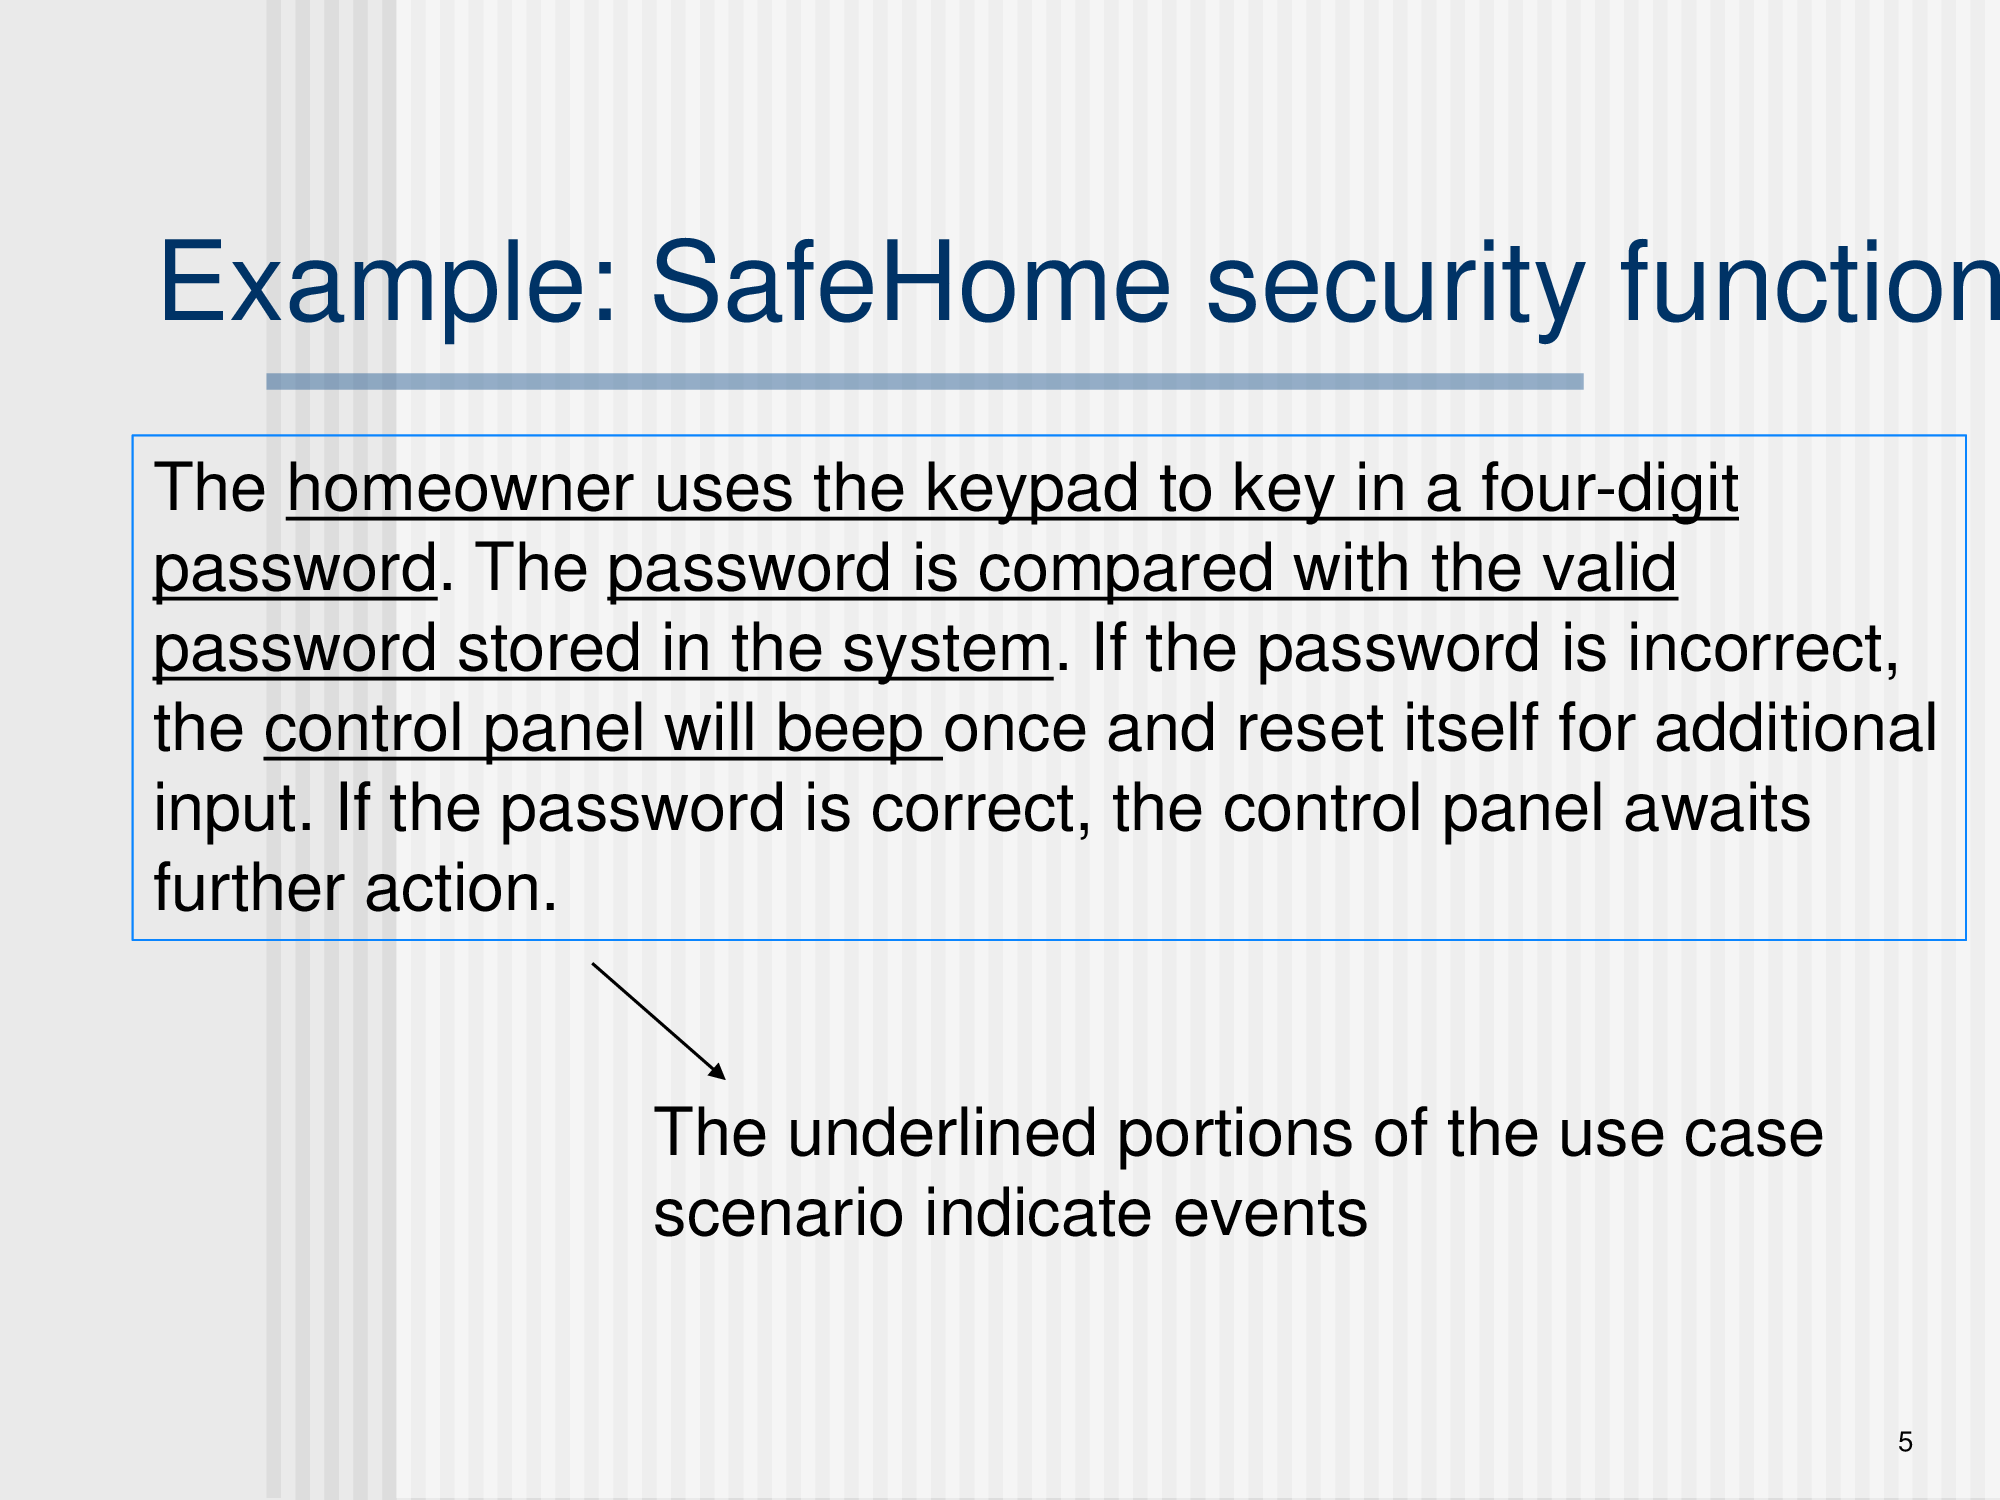 Example: SafeHome security function
The homeowner uses the keypad to key in a four-digit
password. The password is compared with the valid
password stored in the system. If the password is incorrect,
the control panel will beep once and reset itself for additional
input. If the password is correct, the control panel awaits
further action.
The underlined portions of the use case
scenario indicate events
5